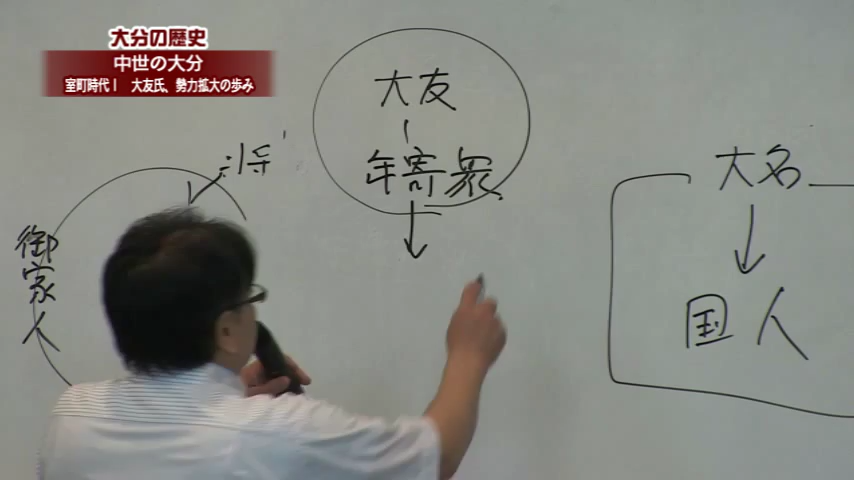 大分の歴史
中世の大分
室町時代Ⅰ 大友氏、勢力拡大の歩み
大友
年寄衆
将
御家人
大名
国人